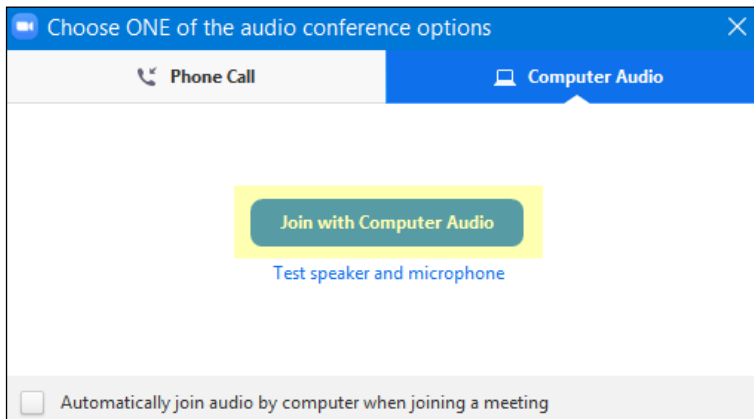 Choose ONE of the audio conference options
Phone Call
Computer Audio
Join with Computer Audio
Test speaker and microphone
Automatically join audio by computer when joining a meeting